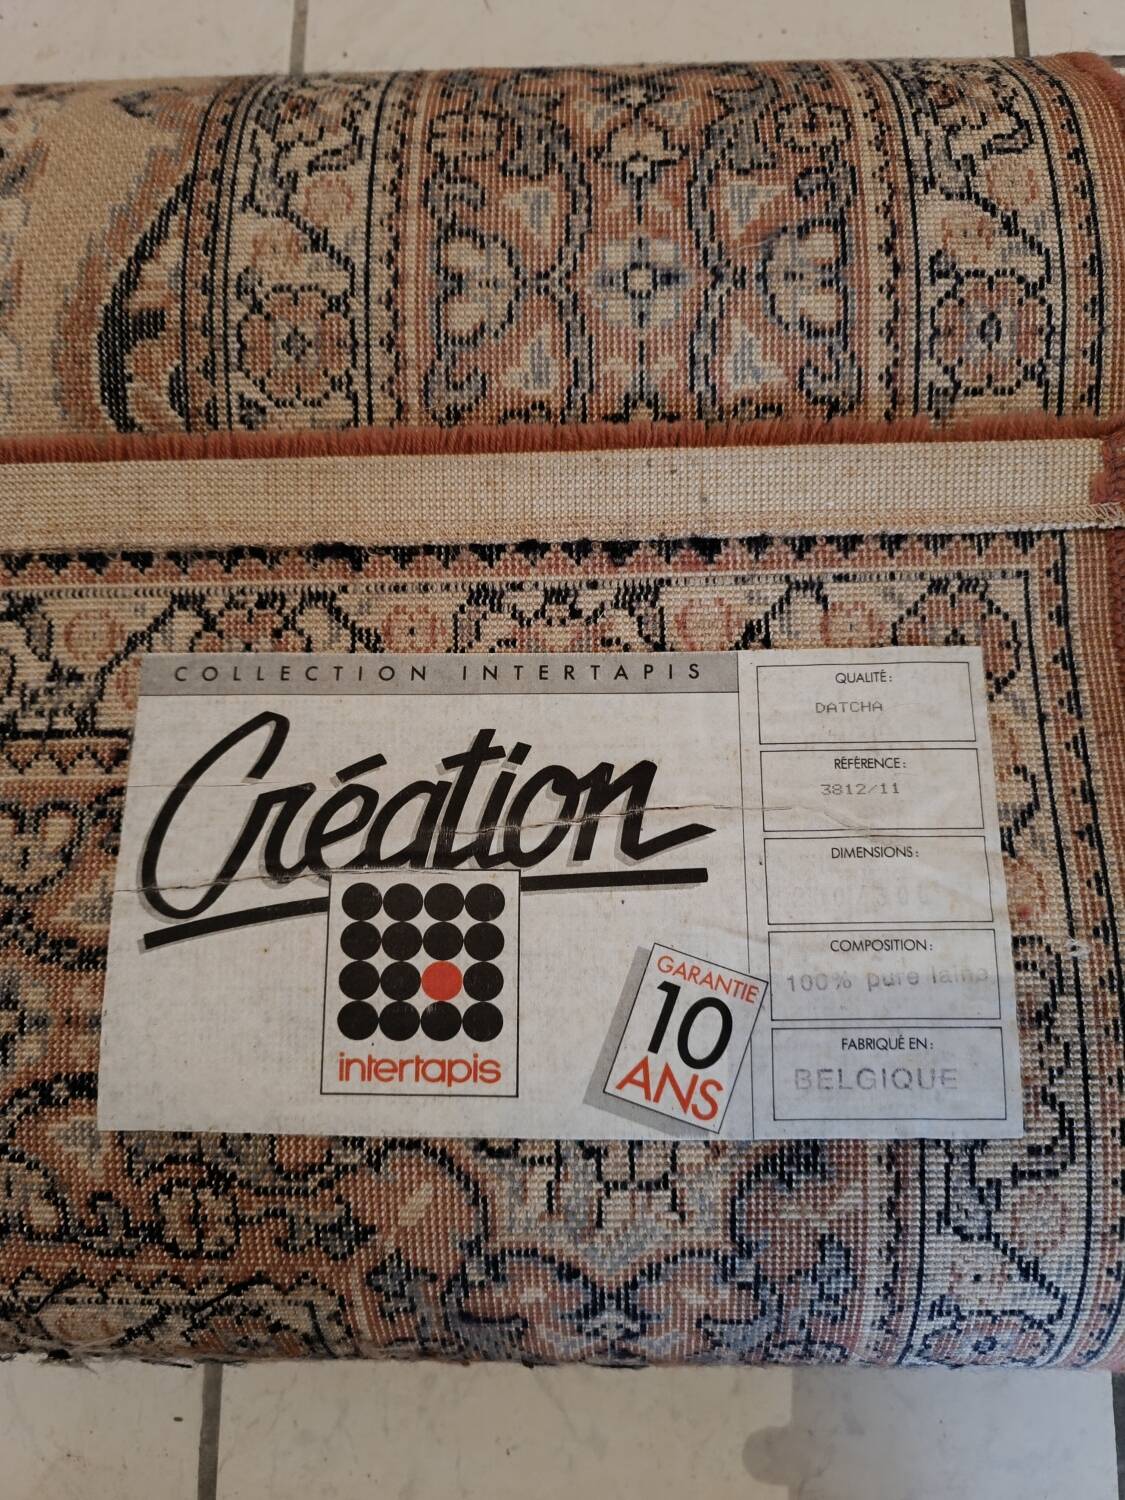 COLLECTION INTERTAPIS
Création
intertapis
GARANTIE
10
ANS
QUALITÉ:
DATCHA
RÉFÉRENCE:
3812/11
DIMENSIONS:
COMPOSITION:
100% pure laine
FABRIQUÉ EN:
BELGIQUE